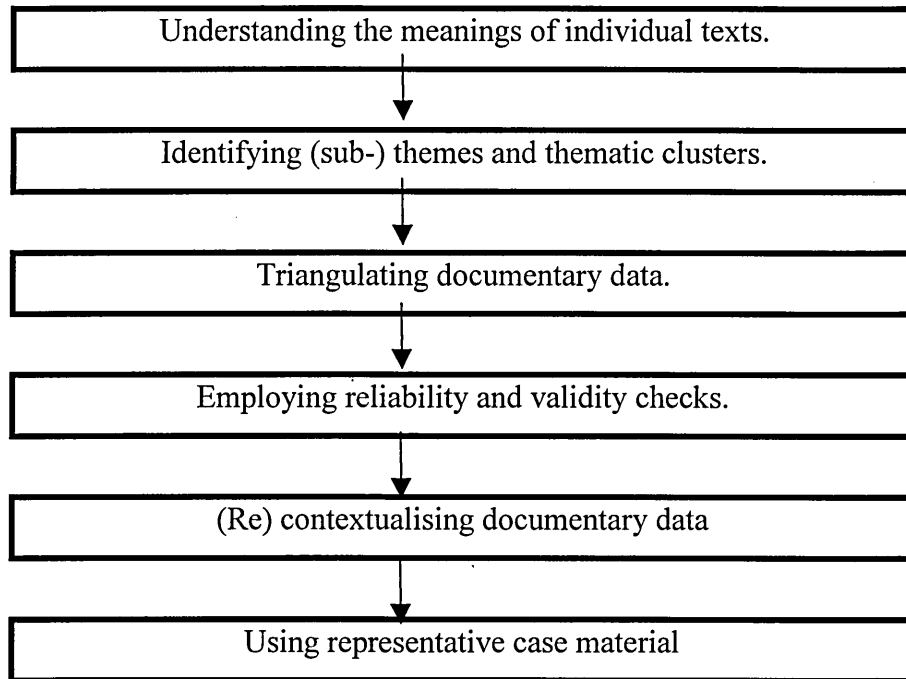 Understanding the meanings of individual texts.
Identifying (sub-) themes and thematic clusters.
Triangulating documentary data.
Employing reliability and validity checks.
(Re) contextualising documentary data
Using representative case material